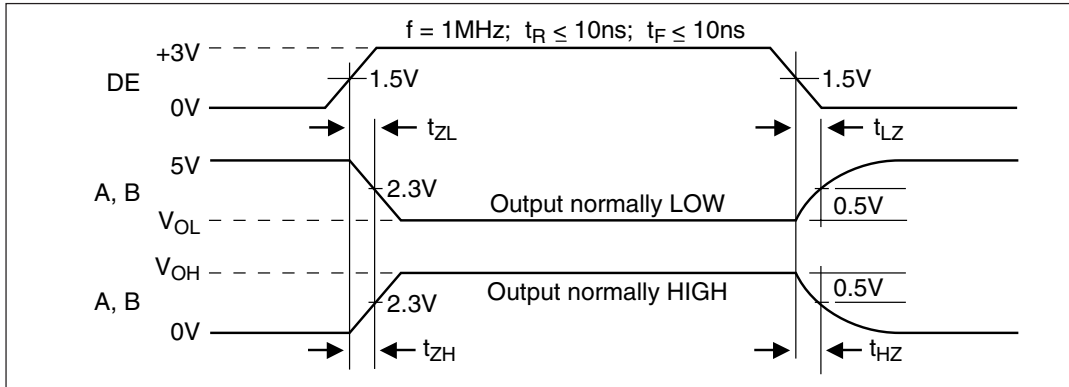 f = 1MHz; tR ≤ 10ns; tF ≤ 10ns
+3V
DE
1.5V
1.5V
0V
tZL
tLZ
5V
A, B
2.3V
Output normally LOW
0.5V
VOL
VOH
A, B
2.3V
Output normally HIGH
0.5V
0V
tZH
tHZ